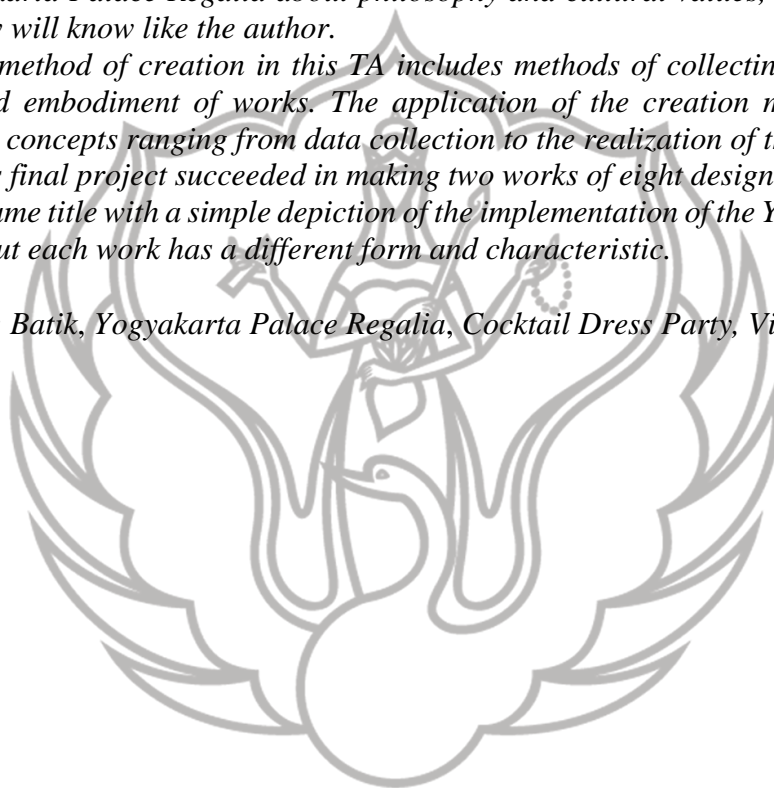 aria Palace Regalia about philosophy and cultural values,
y will know like the author.
method of creation in this TA includes methods of collectin
d embodiment of works. The application of the creation m
concepts ranging from data collection to the realization of t
final project succeeded in making two works of eight design
ame title with a simple depiction of the implementation of the Y
ut each work has a different form and characteristic.
Batik, Yogyakarta Palace Regalia, Cocktail Dress Party, Vi